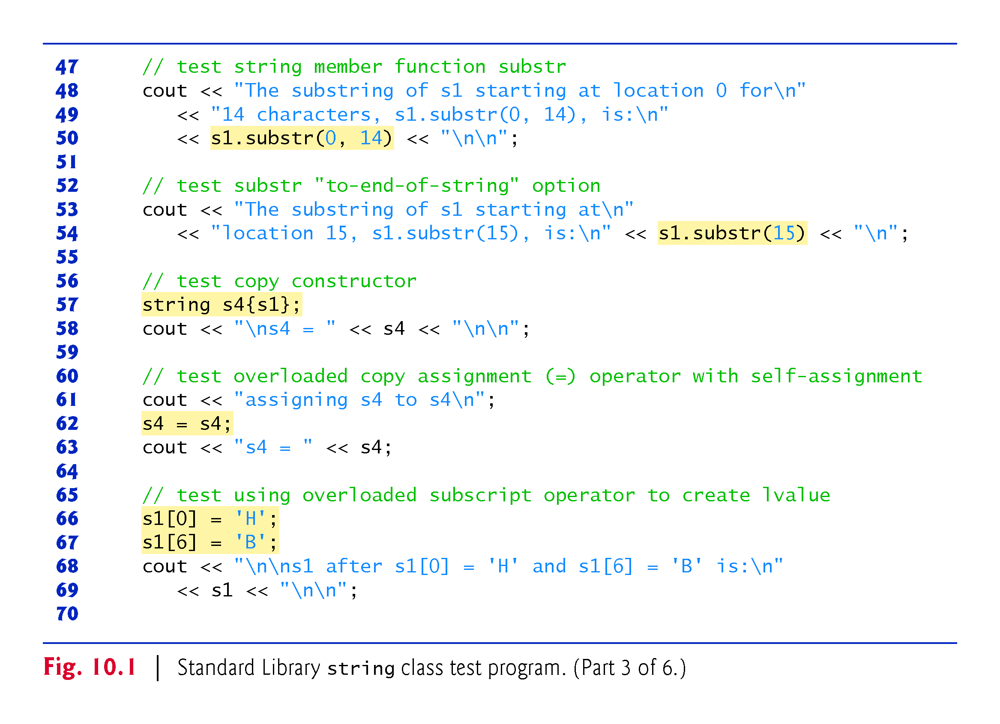 47 // test string member function substr
48 cout << "The substring of s1 starting at location 0 for\n"
49 << "14 characters, s1.substr(0, 14), is:\n"
50 << s1.substr(0, 14) << "\n\n";
51
52 // test substr "to-end-of-string" option
53 cout << "The substring of s1 starting at\n"
54 << "location 15, s1.substr(15), is:\n" << s1.substr(15) << "\n";
55
56 // test copy constructor
57 string s4{s1};
58 cout << "\ns4 = " << s4 << "\n\n";
59
60 // test overloaded copy assignment (=) operator with self-assignment
61 cout << "assigning s4 to s4\n";
62 s4 = s4;
63 cout << "s4 = " << s4;
64
65 // test using overloaded subscript operator to create lvalue
66 s1[0] = 'H';
67 s1[6] = 'B';
68 cout << "\n\ns1 after s1[0] = 'H' and s1[6] = 'B' is:\n"
69 << s1 << "\n\n";
70
Fig. 10.1 | Standard Library string class test program. (Part 3 of 6.)